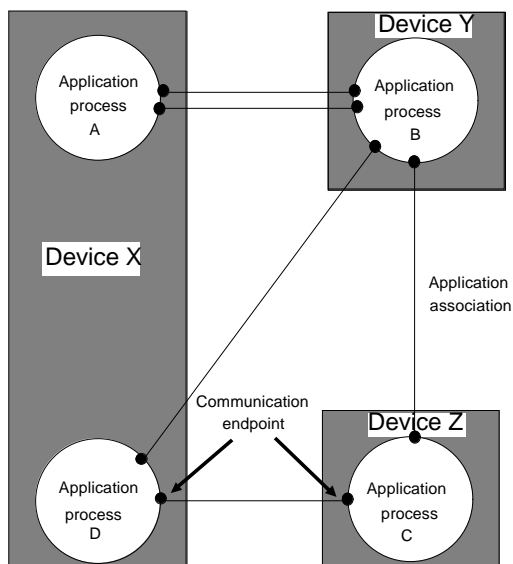 Device Y
Application
process
A
Application
process
B
Device X
Application
association
Communication
endpoint
Device Z
Application
process
D
Application
process
C